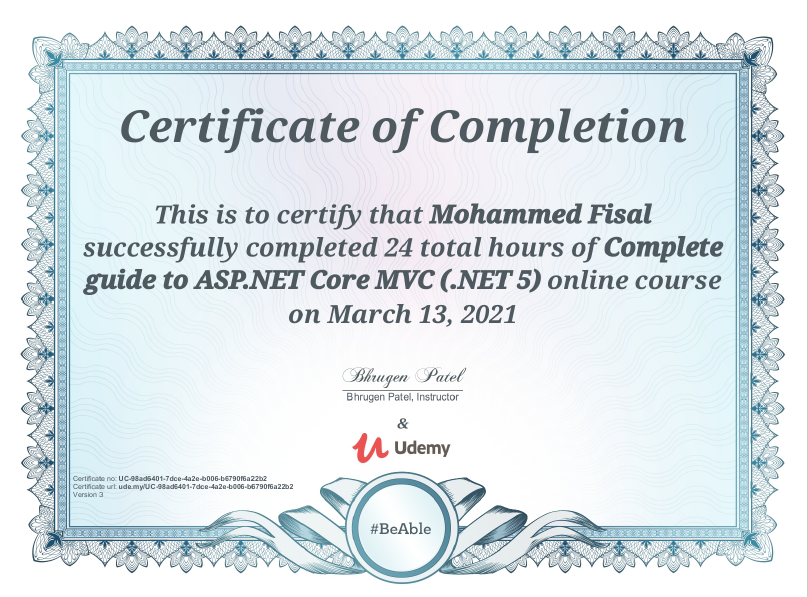 Certificate of Completion
This is to certify that Mohammed Fisal
successfully completed 24 total hours of Complete
guide to ASP.NET Core MVC (.NET 5) online course
on March 13, 2021
Bhrugen Patel
Bhrugen Patel, Instructor
&
Udemy
Certificate no: UC-98ad6401-7dce-4a2e-b006-b6790f6a22b2
Certificate url: ude.my/UC-98ad6401-7dce-4a2e-b006-b6790f6a22b2
Version 3
#BeAble